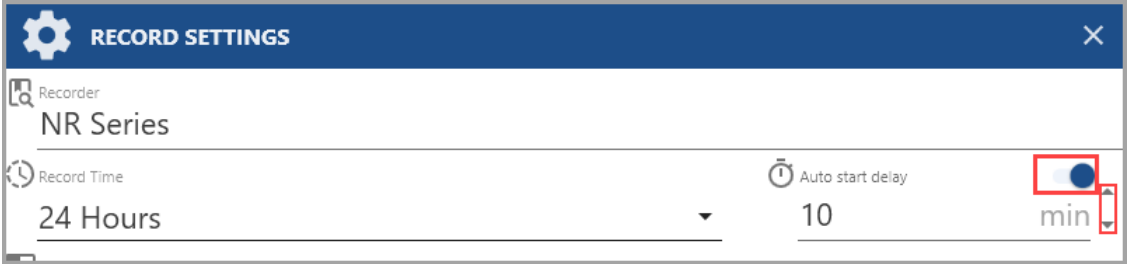 RECORD SETTINGS
Recorder
NR Series
Record Time
Auto start delay
24 Hours
10 min